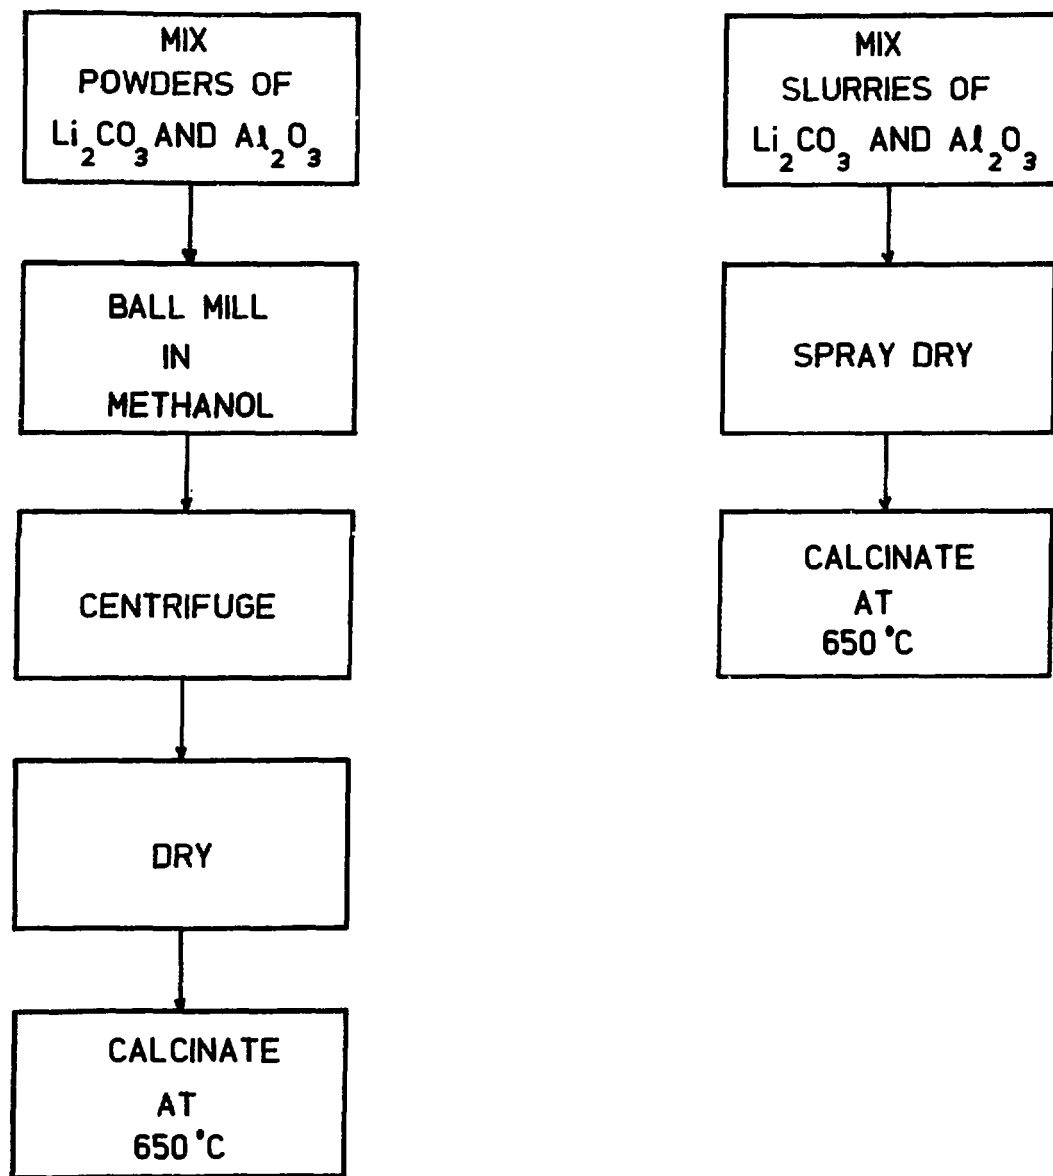 MIX
POWDERS OF
Li₂CO₃ AND Al₂O₃
BALL MILL
IN
METHANOL
CENTRIFUGE
DRY
CALCINATE
AT
650°C
MIX
SLURRIES OF
Li₂CO₃ AND Al₂O₃
SPRAY DRY
CALCINATE
AT
650°C